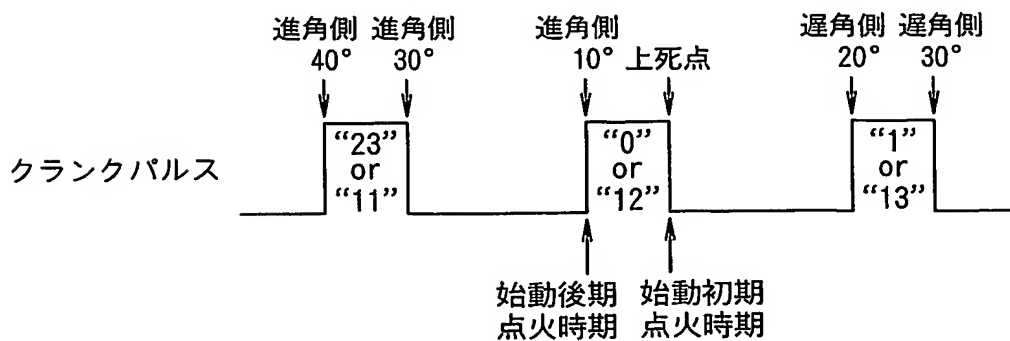 進角側 進角側 進角側 遅角側 遅角側
40° 30° 10° 上死点 20° 30°
“23” “0” “1”
クランクパルス or or or
“11” “12” “13”
始動後期 始動初期
点火時期 点火時期